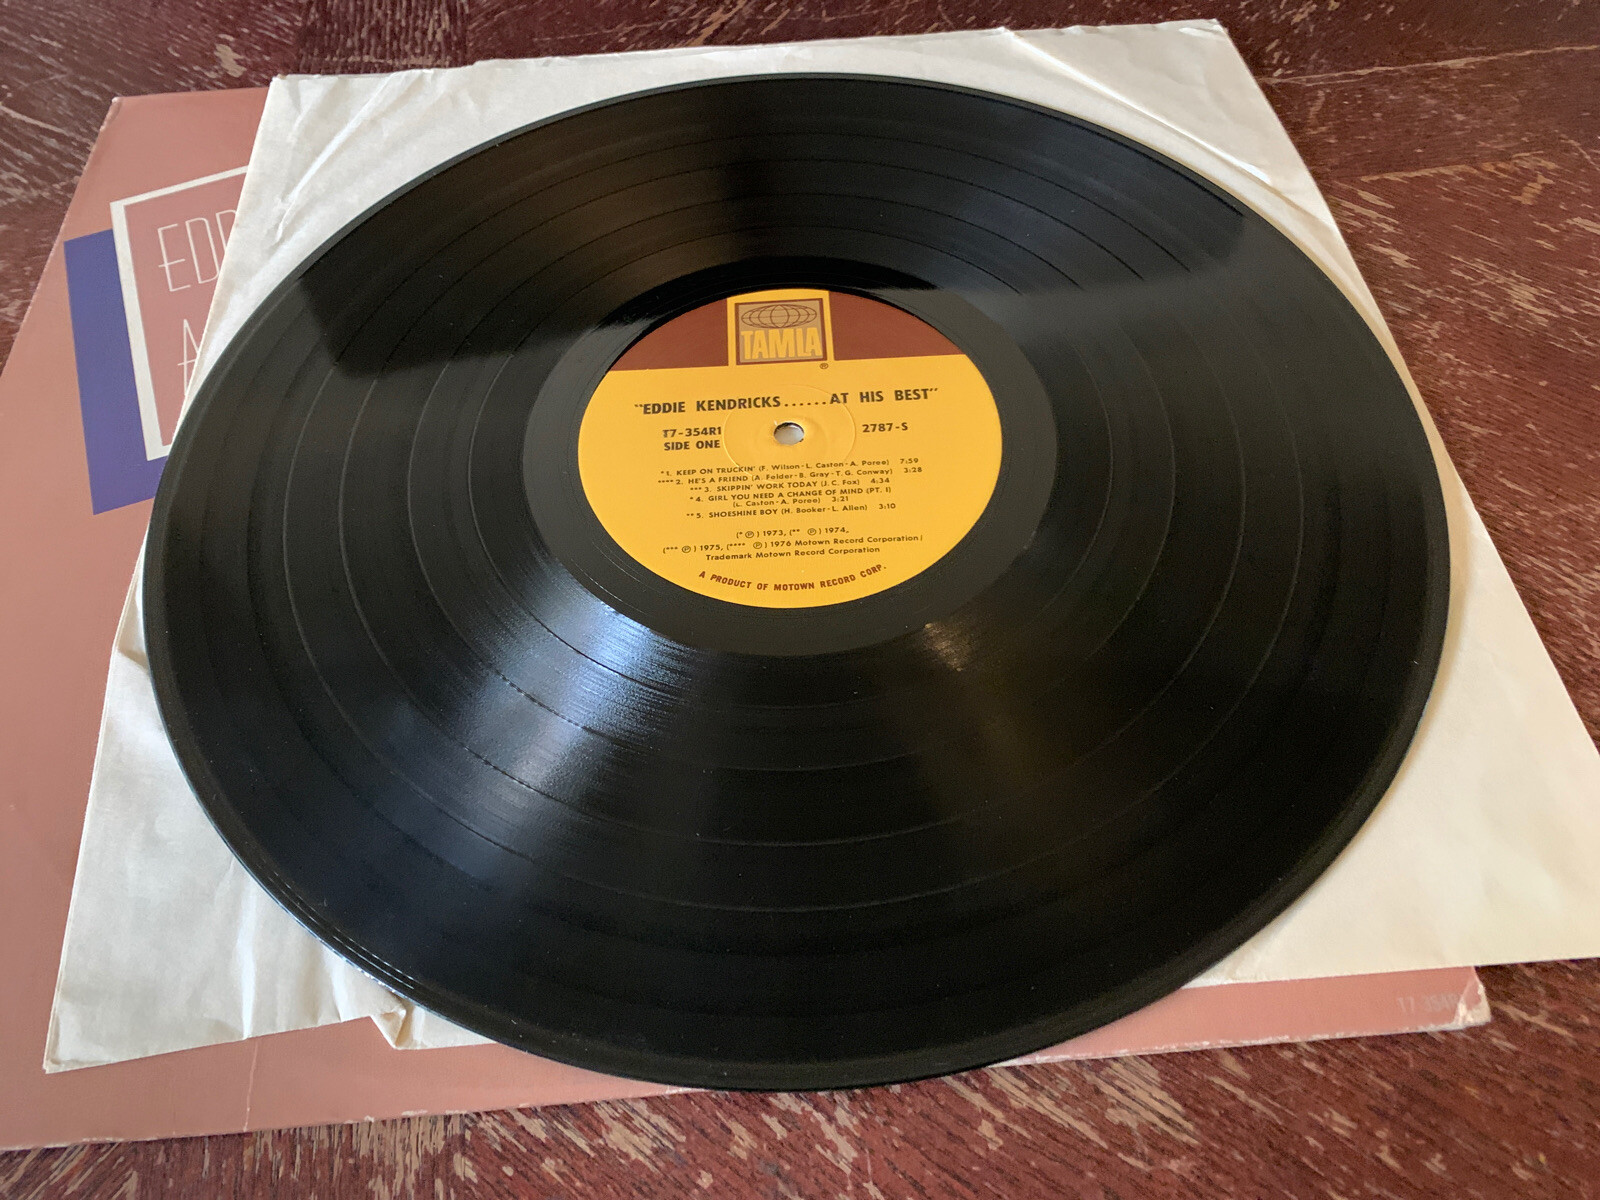 EDD
A
TAMLA
®
"EDDIE KENDRICKS......AT HIS BEST"
T7-354R1 2787-S
SIDE ONE
*1. KEEP ON TRUCKIN' (F. Wilson-L. Caston-A. Poree) 7:59
****2. HE'S A FRIEND (A. Felder-B. Gray-T. G. Conway) 3:28
***3. SKIPPIN' WORK TODAY (J. C. Fox) 4:34
*4. GIRL YOU NEED A CHANGE OF MIND (PT. I)
(L. Caston-A. Poree) 3:21
**5. SHOESHINE BOY (H. Booker-L. Allen) 3:10
(* ℗) 1973, (** ℗) 1974,
(*** ℗) 1975, (**** ℗) 1976 Motown Record Corporation/
Trademark Motown Record Corporation
A PRODUCT OF MOTOWN RECORD CORP.
T7 354R